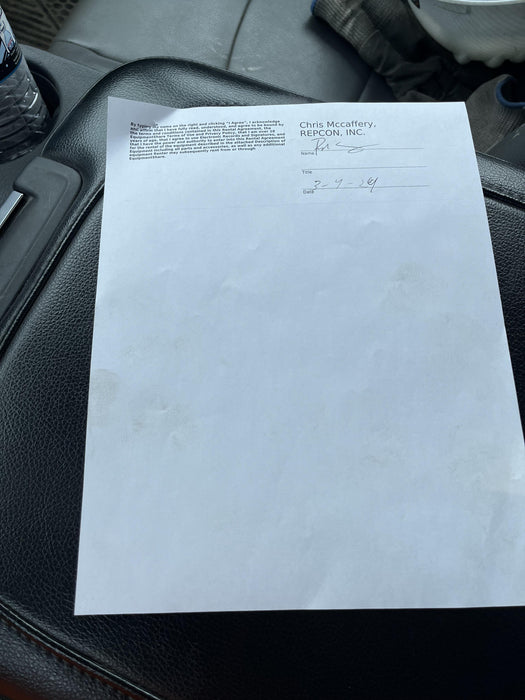 By typing my name on the right and clicking "I Agree", I acknowledge
and affirm that I have fully read, understand, and agree to be bound by
the terms and conditions contained in this Rental Agreement, the
EquipmentShare Terms of Use and Privacy Policy, that I am over 18
years of age, that I agree to use Electronic Records and Signatures, and
that I have the power and authority to enter into this Rental Agreement
for the rental of the equipment described in the attached Description of
Equipment including all parts and accessories, as well as any additional
Equipment Renter may subsequently rent from or through
EquipmentShare.
Chris Mccaffery,
REPCON, INC.
Name
Title
Date